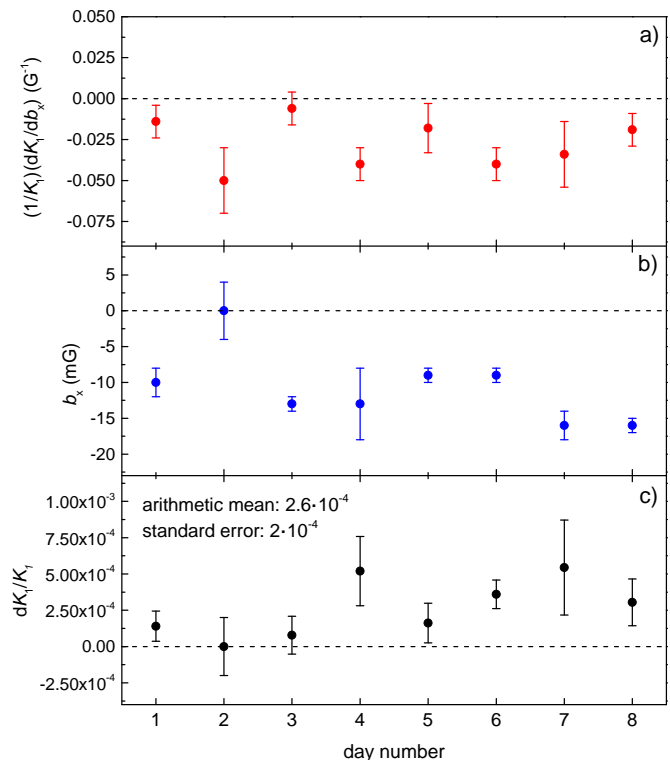 a)
(1/K₁)(dK₁/dbₓ) (G⁻¹)
0.050
0.025
0.000
-0.025
-0.050
-0.075
b)
bₓ (mG)
5
0
-5
-10
-15
-20
c)
dK₁/K₁
arithmetic mean: 2.6·10⁻⁴
standard error: 2·10⁻⁴
1.00x10⁻³
7.50x10⁻⁴
5.00x10⁻⁴
2.50x10⁻⁴
0.00
-2.50x10⁻⁴
1 2 3 4 5 6 7 8
day number